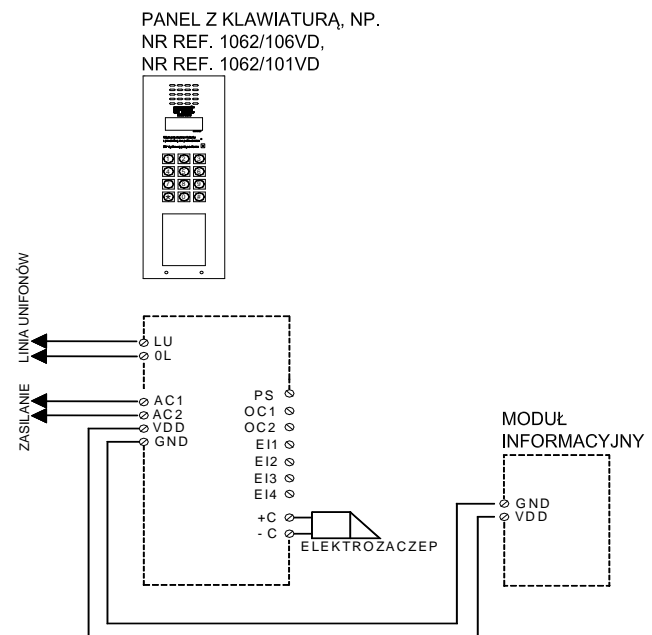 PANEL Z KLAWIATURĄ, NP.
NR REF. 1062/106VD,
NR REF. 1062/101VD
LINIA UNIFONÓW
LU
0L
ZASILANIE
AC1
AC2
VDD
GND
PS
OC1
OC2
EI1
EI2
EI3
EI4
+C
- C
ELEKTROZACZEP
MODUŁ
INFORMACYJNY
GND
VDD